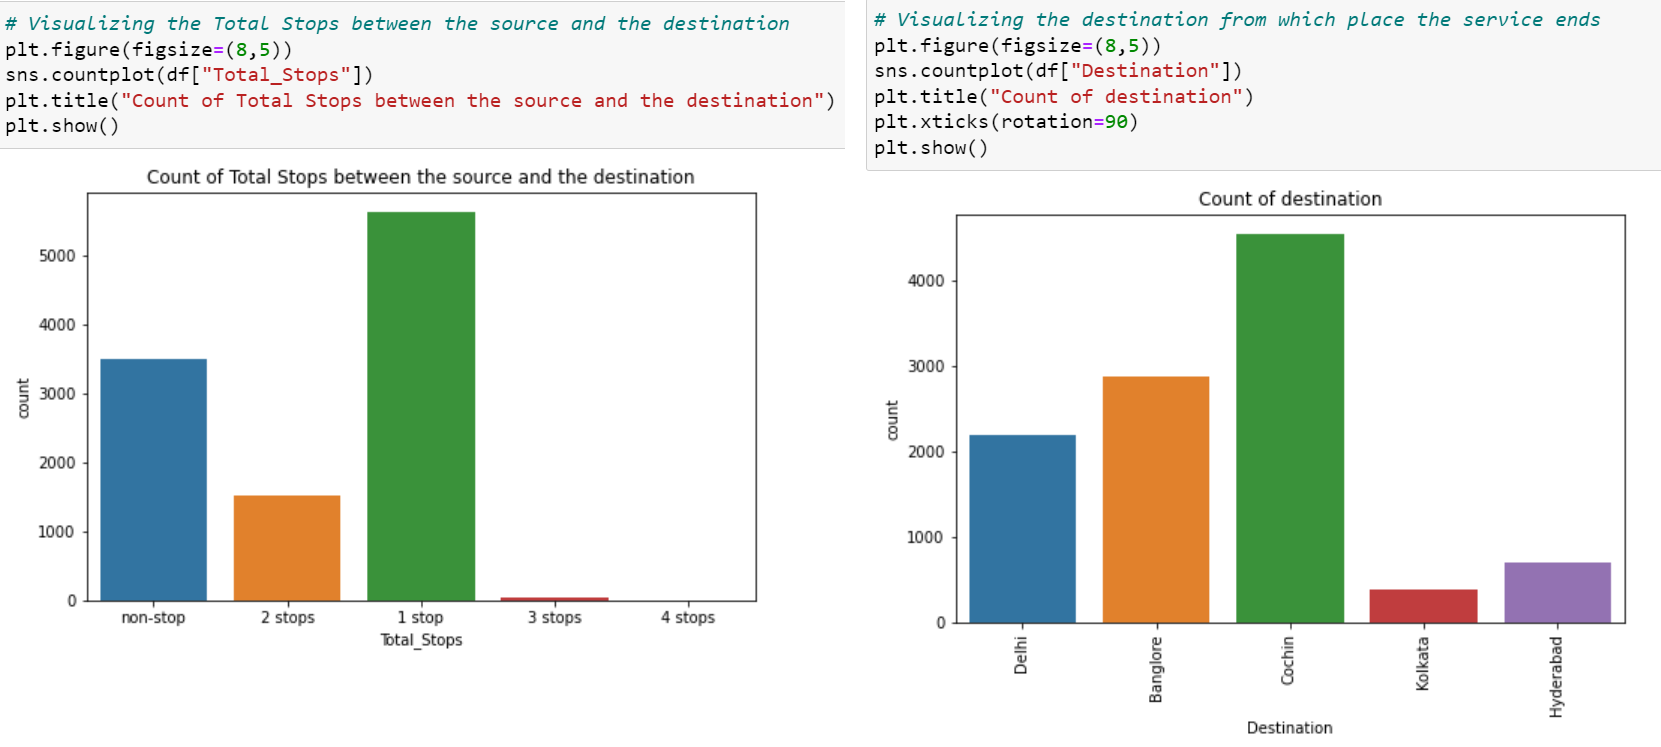 # Visualizing the Total Stops between the source and the destination
plt.figure(figsize=(8,5))
sns.countplot(df["Total_Stops"])
plt.title("Count of Total Stops between the source and the destination")
plt.show()
Count of Total Stops between the source and the destination
5000
4000
3000
2000
1000
0
count
non-stop 2 stops 1 stop 3 stops 4 stops
Total_Stops
# Visualizing the destination from which place the service ends
plt.figure(figsize=(8,5))
sns.countplot(df["Destination"])
plt.title("Count of destination")
plt.xticks(rotation=90)
plt.show()
Count of destination
4000
3000
2000
1000
0
count
Delhi Banglore Cochin Kolkata Hyderabad
Destination